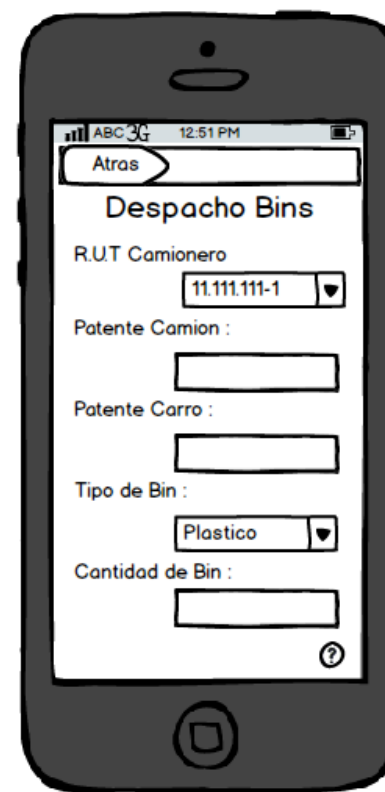 ABC 3G 12:51 PM
Atras
Despacho Bins
R.U.T Camionero
11.111.111-1
Patente Camion :
Patente Carro :
Tipo de Bin :
Plastico
Cantidad de Bin :
?